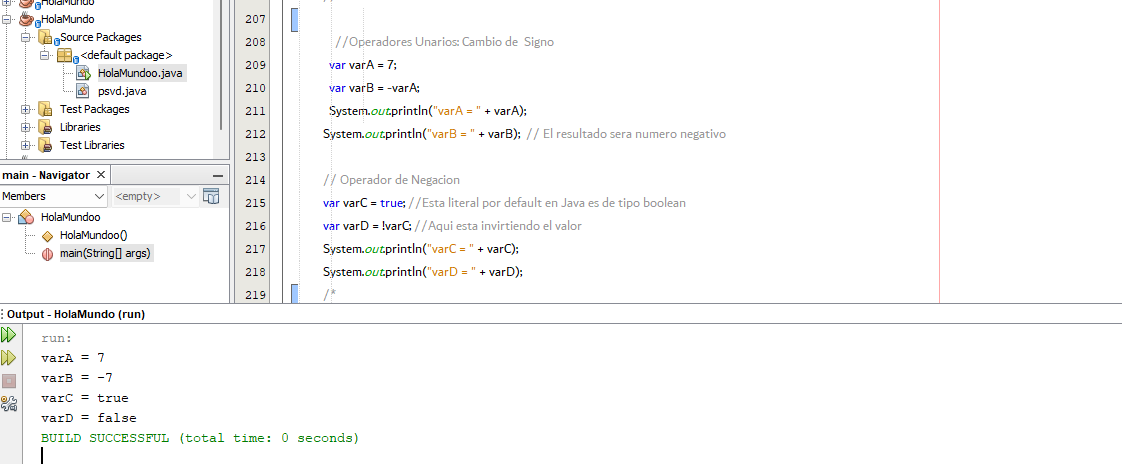 HolaMundo
HolaMundo
Source Packages
<default package>
HolaMundoo.java
psvd.java
Test Packages
Libraries
Test Libraries
main - Navigator
Members
<empty>
HolaMundoo
HolaMundoo()
main(String[] args)
207
208 //Operadores Unarios: Cambio de Signo
209 var varA = 7;
210 var varB = -varA;
211 System.out.println("varA = " + varA);
212 System.out.println("varB = " + varB); // El resultado sera numero negativo
213
214 // Operador de Negacion
215 var varC = true; //Esta literal por default en Java es de tipo boolean
216 var varD = !varC; //Aqui esta invirtiendo el valor
217 System.out.println("varC = " + varC);
218 System.out.println("varD = " + varD);
219 /*
Output - HolaMundo (run)
run:
varA = 7
varB = -7
varC = true
varD = false
BUILD SUCCESSFUL (total time: 0 seconds)